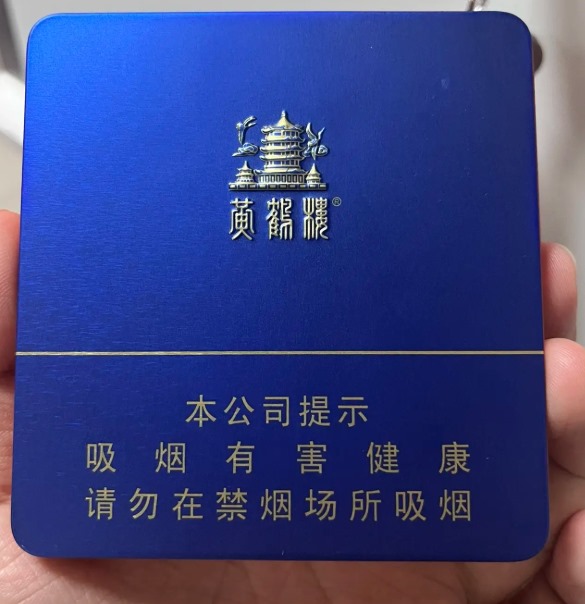 黄鹤楼®
本公司提示
吸烟有害健康
请勿在禁烟场所吸烟